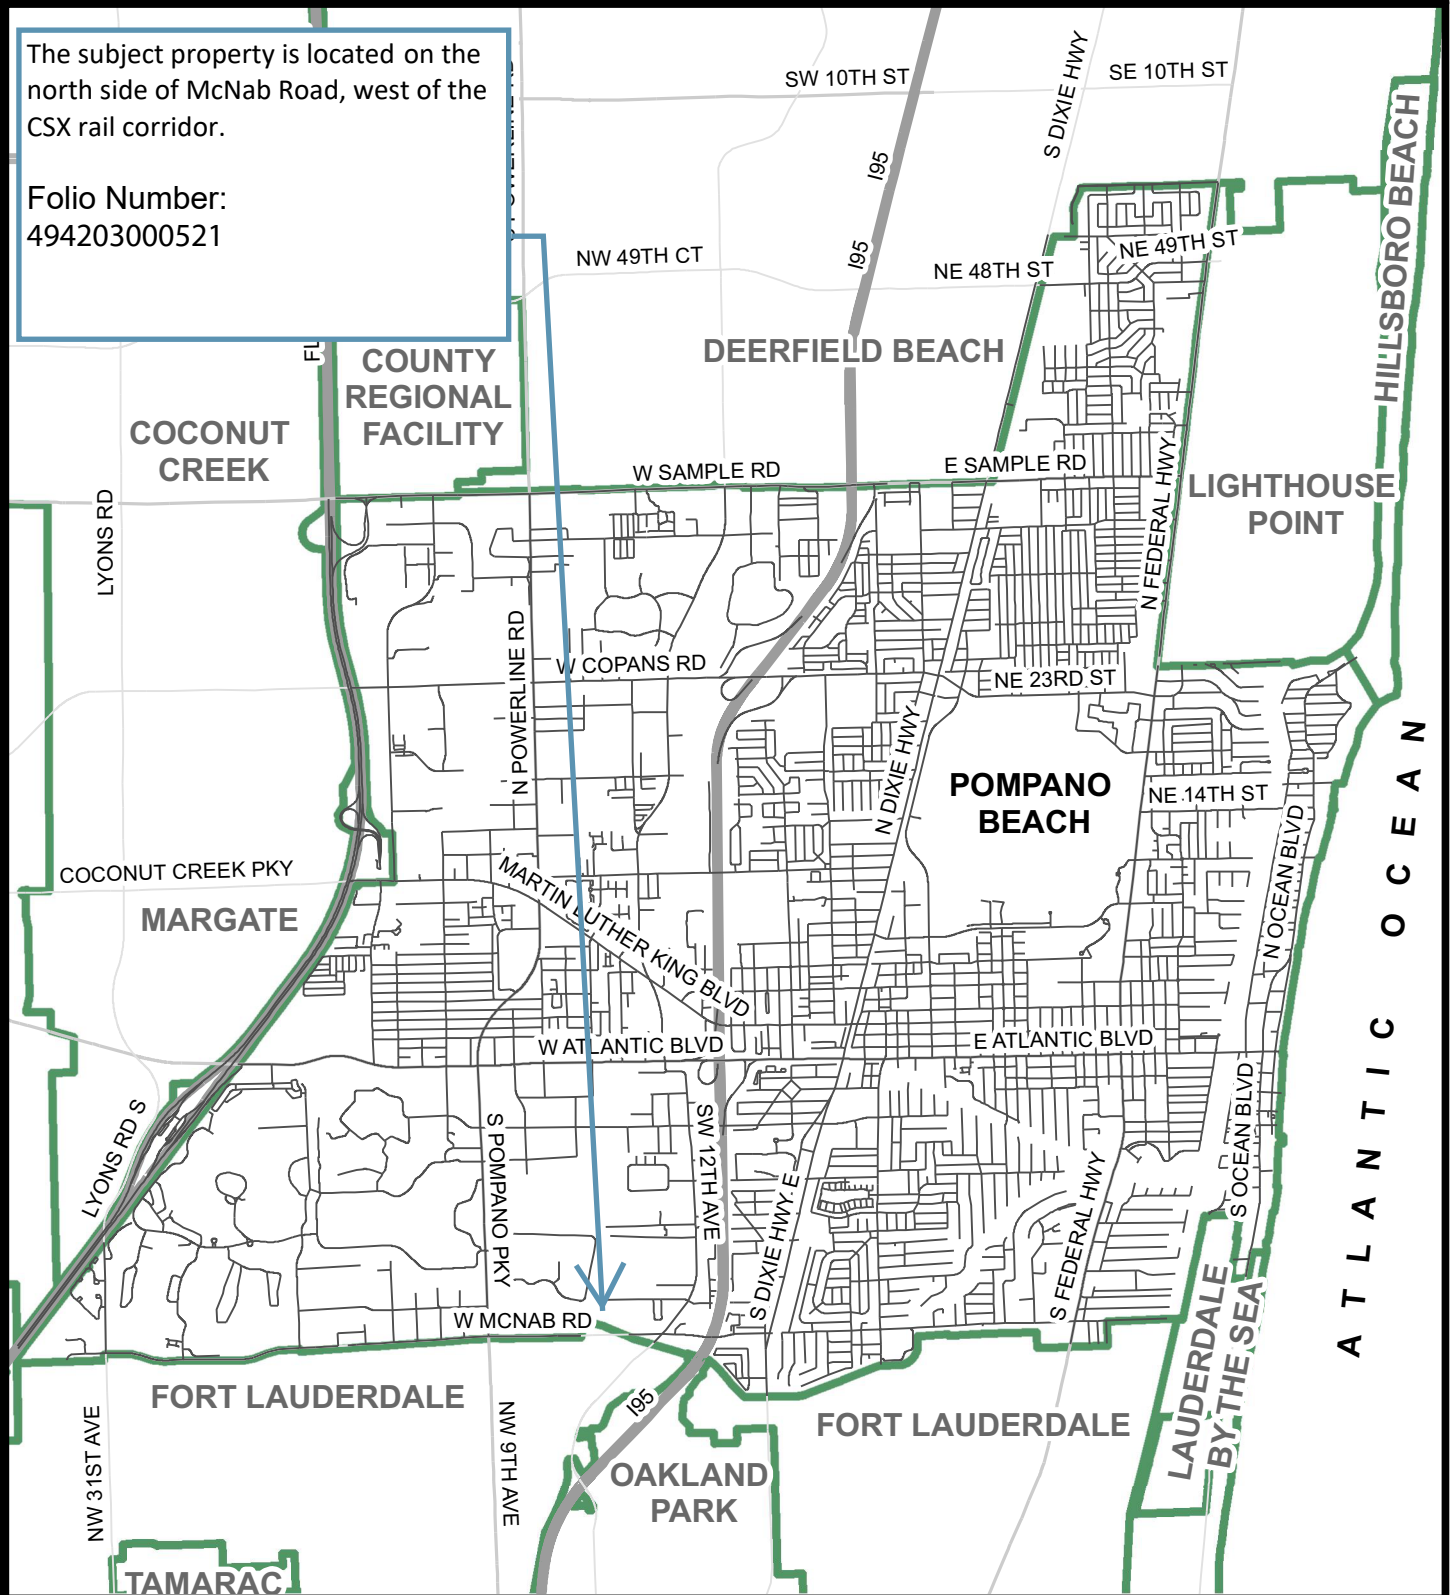 The subject property is located on the
north side of McNab Road, west of the
CSX rail corridor.
Folio Number:
494203000521
SW 10TH ST
SE 10TH ST
S DIXIE HWY
I95
HILLSBORO BEACH
NW 49TH CT
I95
NE 48TH ST
NE 49TH ST
FL
COUNTY
REGIONAL
FACILITY
DEERFIELD BEACH
COCONUT
CREEK
W SAMPLE RD
E SAMPLE RD
N FEDERAL HWY
LIGHTHOUSE
POINT
LYONS RD
N POWERLINE RD
W COPANS RD
NE 23RD ST
N DIXIE HWY
POMPANO
BEACH
NE 14TH ST
N OCEAN BLVD
ATLANTIC OCEAN
COCONUT CREEK PKY
MARTIN LUTHER KING BLVD
MARGATE
W ATLANTIC BLVD
E ATLANTIC BLVD
LYONS RD S
S POMPANO PKY
SW 12TH AVE
S DIXIE HWY E
S FEDERAL HWY
S OCEAN BLVD
W MCNAB RD
LAUDERDALE
BY THE SEA
FORT LAUDERDALE
I95
FORT LAUDERDALE
NW 31ST AVE
NW 9TH AVE
OAKLAND
PARK
TAMARAC